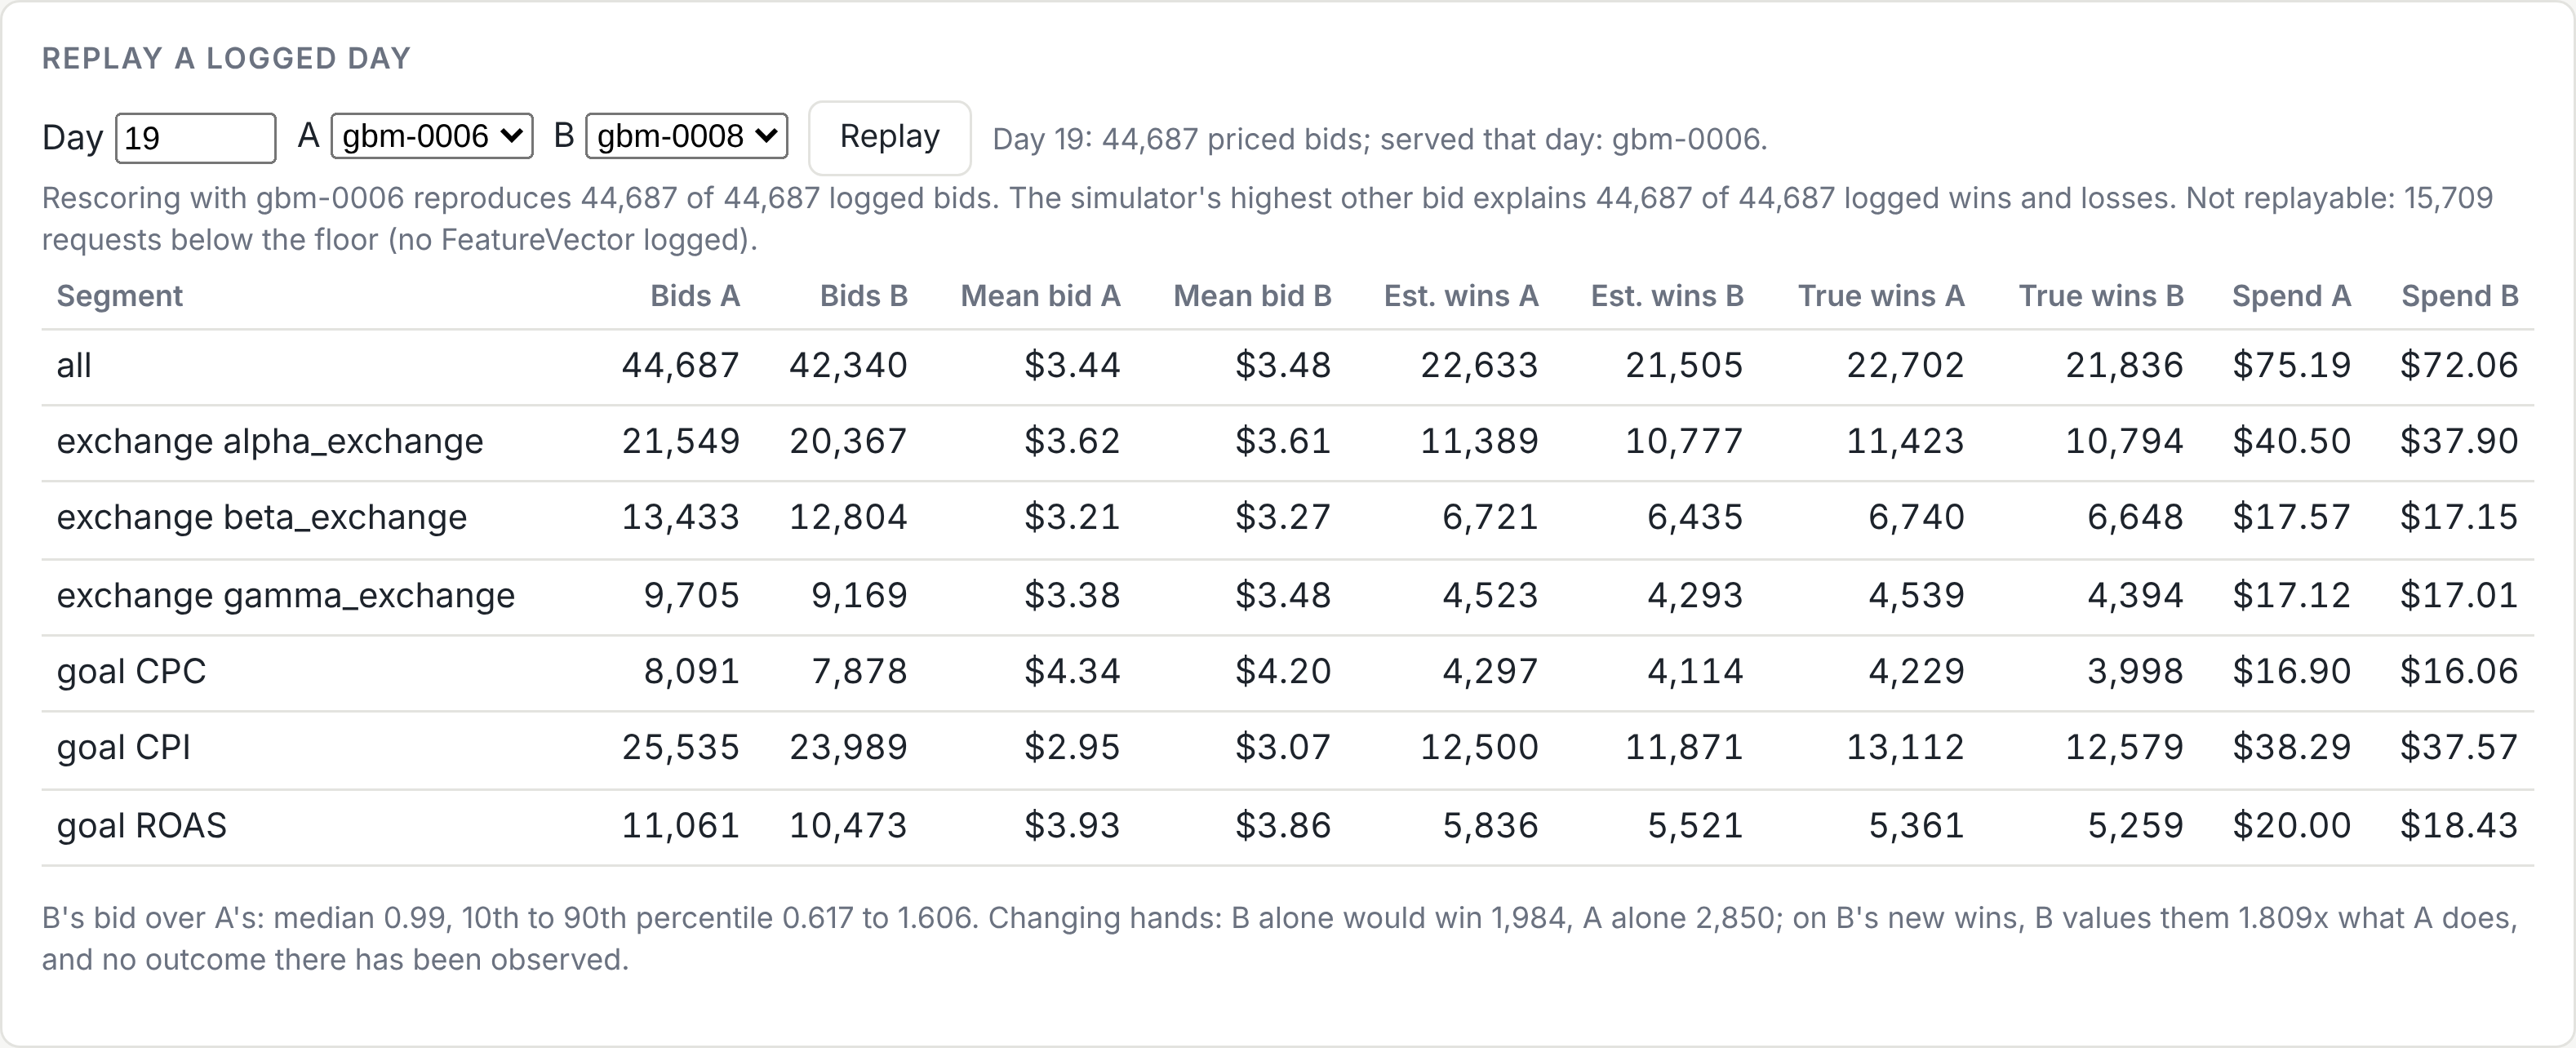 REPLAY A LOGGED DAY
Day 19 A gbm-0006 B gbm-0008 Replay Day 19: 44,687 priced bids; served that day: gbm-0006.
Rescoring with gbm-0006 reproduces 44,687 of 44,687 logged bids. The simulator's highest other bid explains 44,687 of 44,687 logged wins and losses. Not replayable: 15,709
requests below the floor (no FeatureVector logged).
Segment Bids A Bids B Mean bid A Mean bid B Est. wins A Est. wins B True wins A True wins B Spend A Spend B
all 44,687 42,340 $3.44 $3.48 22,633 21,505 22,702 21,836 $75.19 $72.06
exchange alpha_exchange 21,549 20,367 $3.62 $3.61 11,389 10,777 11,423 10,794 $40.50 $37.90
exchange beta_exchange 13,433 12,804 $3.21 $3.27 6,721 6,435 6,740 6,648 $17.57 $17.15
exchange gamma_exchange 9,705 9,169 $3.38 $3.48 4,523 4,293 4,539 4,394 $17.12 $17.01
goal CPC 8,091 7,878 $4.34 $4.20 4,297 4,114 4,229 3,998 $16.90 $16.06
goal CPI 25,535 23,989 $2.95 $3.07 12,500 11,871 13,112 12,579 $38.29 $37.57
goal ROAS 11,061 10,473 $3.93 $3.86 5,836 5,521 5,361 5,259 $20.00 $18.43
B's bid over A's: median 0.99, 10th to 90th percentile 0.617 to 1.606. Changing hands: B alone would win 1,984, A alone 2,850; on B's new wins, B values them 1.809x what A does,
and no outcome there has been observed.